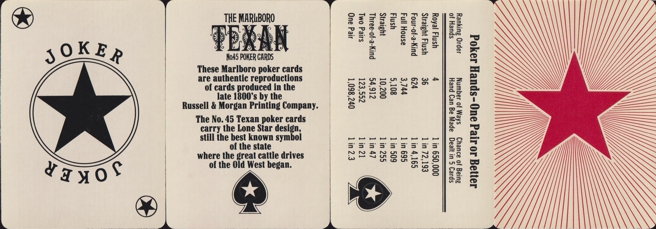 JOKER
JOKER
THE MARLBORO
TEXAN
No45 POKER CARDS
These Marlboro poker cards
are authentic reproductions
of cards produced in the
late 1800's by the
Russell & Morgan Printing Company.
The No. 45 Texan poker cards
carry the Lone Star design,
still the best known symbol
of the state
where the great cattle drives
of the Old West began.
Poker Hands-One Pair or Better
Ranking Order of Hands
Number of Ways Hand Can Be Made
Chance of Being Dealt in 5 Cards
Royal Flush 4 1 in 650,000
Straight Flush 36 1 in 72,193
Four-of-a-Kind 624 1 in 4,165
Full House 3,744 1 in 695
Flush 5,108 1 in 509
Straight 10,200 1 in 255
Three-of-a-Kind 54,912 1 in 47
Two Pairs 123,552 1 in 21
One Pair 1,098,240 1 in 2.3